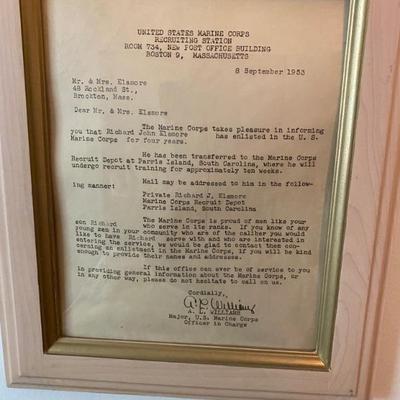 UNITED STATES MARINE CORPS
RECRUITING STATION
ROOM 734, NEW POST OFFICE BUILDING
BOSTON 9, MASSACHUSETTS
8 September 1953
Mr. & Mrs. Elsmore
48 Rockland St.,
Brockton, Mass.
Dear Mr. & Mrs. Elsmore
The Marine Corps takes pleasure in informing
you that Richard John Elsmore has enlisted in the U. S.
Marine Corps for four years.
He has been transferred to the Marine Corps
Recruit Depot at Parris Island, South Carolina, where he will
undergo recruit training for approximately ten weeks.
Mail may be addressed to him in the follow-
ing manner:
Private Richard J. Elsmore
Marine Corps Recruit Depot
Parris Island, South Carolina
The Marine Corps is proud of men like your
son Richard who serve in its ranks. If you know of any
young men in your community who are of the caliber you would
like to have Richard serve with and who are interested in
entering the service, we would be glad to contact them con-
cerning an enlistment in the Marine Corps, if you will be kind
enough to provide their names and addresses.
If this office can ever be of service to you
in providing general information about the Marine Corps, or
in any other way, please do not hesitate to call on us.
Cordially,
A. L. Williams
A. L. WILLIAMS
Major, U.S. Marine Corps
Officer in Charge